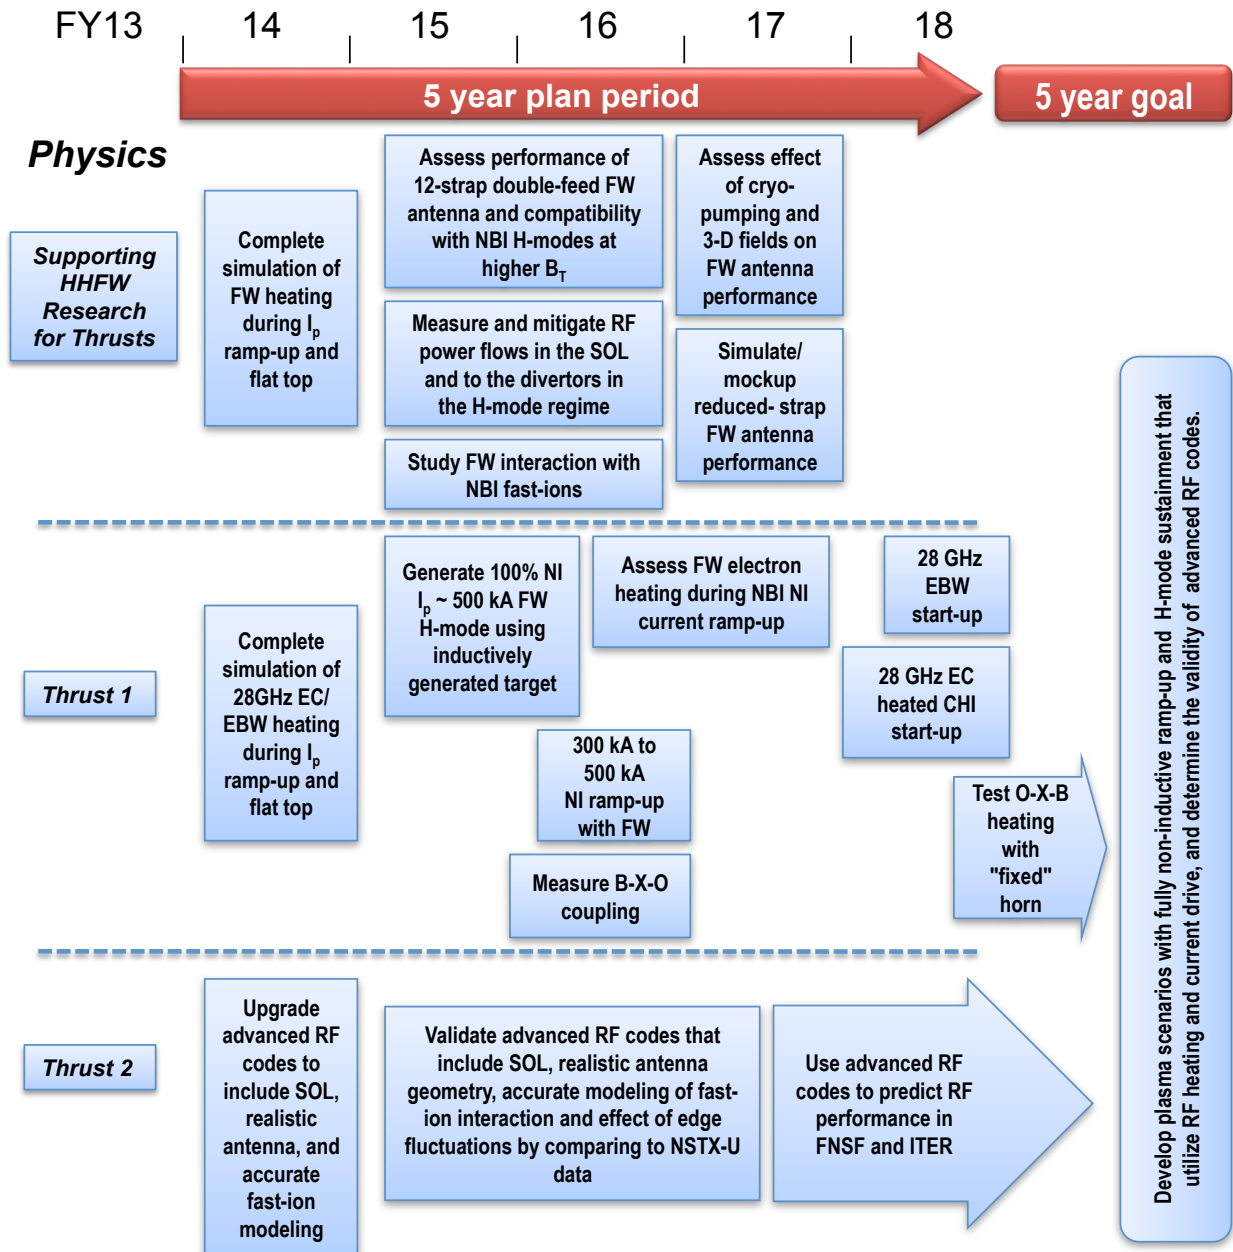 FY13 14 15 16 17 18
5 year plan period
5 year goal
Physics
Supporting
HHFW
Research
for Thrusts
Complete
simulation of
FW heating
during Ip
ramp-up and
flat top
Assess performance of
12-strap double-feed FW
antenna and compatibility
with NBI H-modes at
higher BT
Measure and mitigate RF
power flows in the SOL
and to the divertors in
the H-mode regime
Study FW interaction with
NBI fast-ions
Assess effect
of cryo-
pumping and
3-D fields on
FW antenna
performance
Simulate/
mockup
reduced- strap
FW antenna
performance
Thrust 1
Complete
simulation of
28GHz EC/
EBW heating
during Ip
ramp-up and
flat top
Generate 100% NI
Ip ~ 500 kA FW
H-mode using
inductively
generated target
Assess FW electron
heating during NBI NI
current ramp-up
300 kA to
500 kA
NI ramp-up
with FW
Measure B-X-O
coupling
28 GHz
EBW
start-up
28 GHz EC
heated CHI
start-up
Test O-X-B
heating
with
"fixed"
horn
Thrust 2
Upgrade
advanced RF
codes to
include SOL,
realistic
antenna, and
accurate
fast-ion
modeling
Validate advanced RF codes that
include SOL, realistic antenna
geometry, accurate modeling of fast-
ion interaction and effect of edge
fluctuations by comparing to NSTX-U
data
Use advanced RF
codes to predict RF
performance in
FNSF and ITER
Develop plasma scenarios with fully non-inductive ramp-up and H-mode sustainment that
utilize RF heating and current drive, and determine the validity of advanced RF codes.